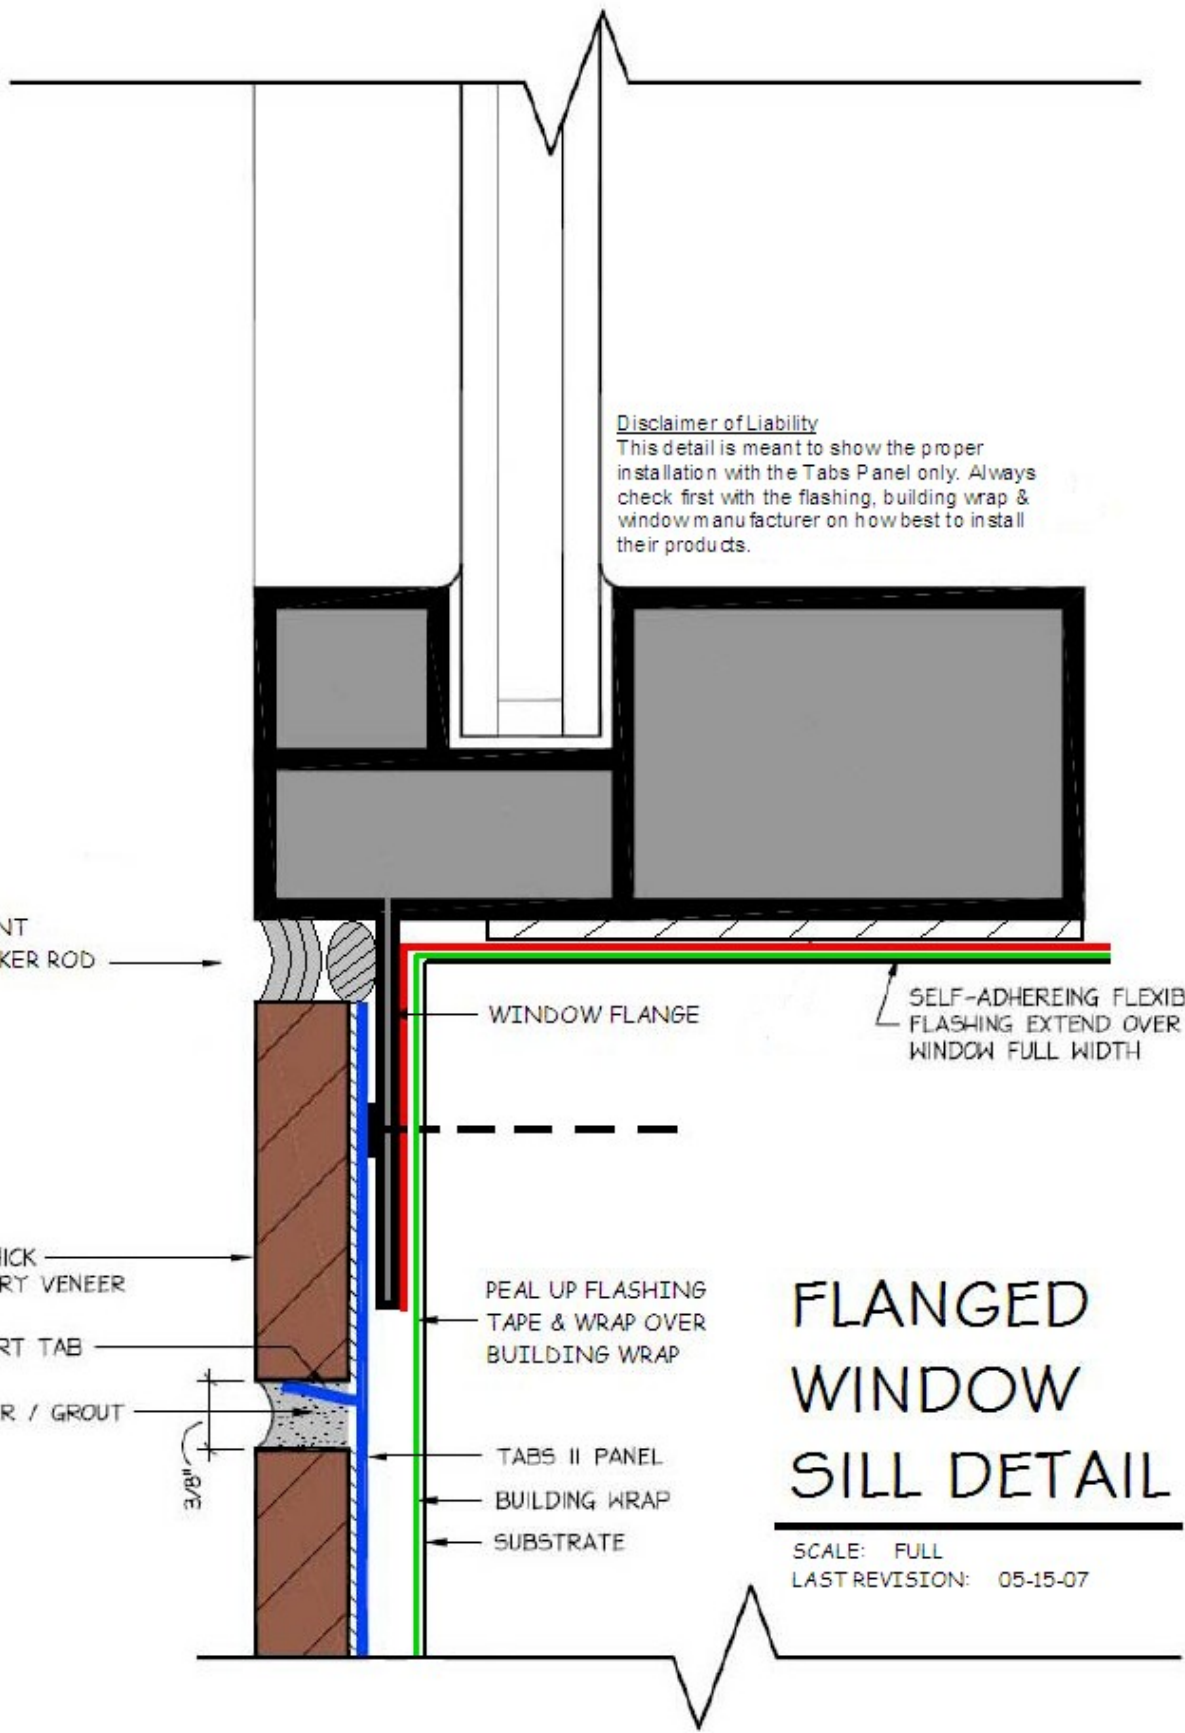 Disclaimer of Liability
This detail is meant to show the proper
installation with the Tabs Panel only. Always
check first with the flashing, building wrap &
window manufacturer on how best to install
their products.
NT
KER ROD
WINDOW FLANGE
SELF-ADHEREING FLEXIB
FLASHING EXTEND OVER
WINDOW FULL WIDTH
HICK
RY VENEER
RT TAB
R / GROUT
3/8"
PEAL UP FLASHING
TAPE & WRAP OVER
BUILDING WRAP
TABS II PANEL
BUILDING WRAP
SUBSTRATE
FLANGED
WINDOW
SILL DETAIL
SCALE: FULL
LAST REVISION: 05-15-07